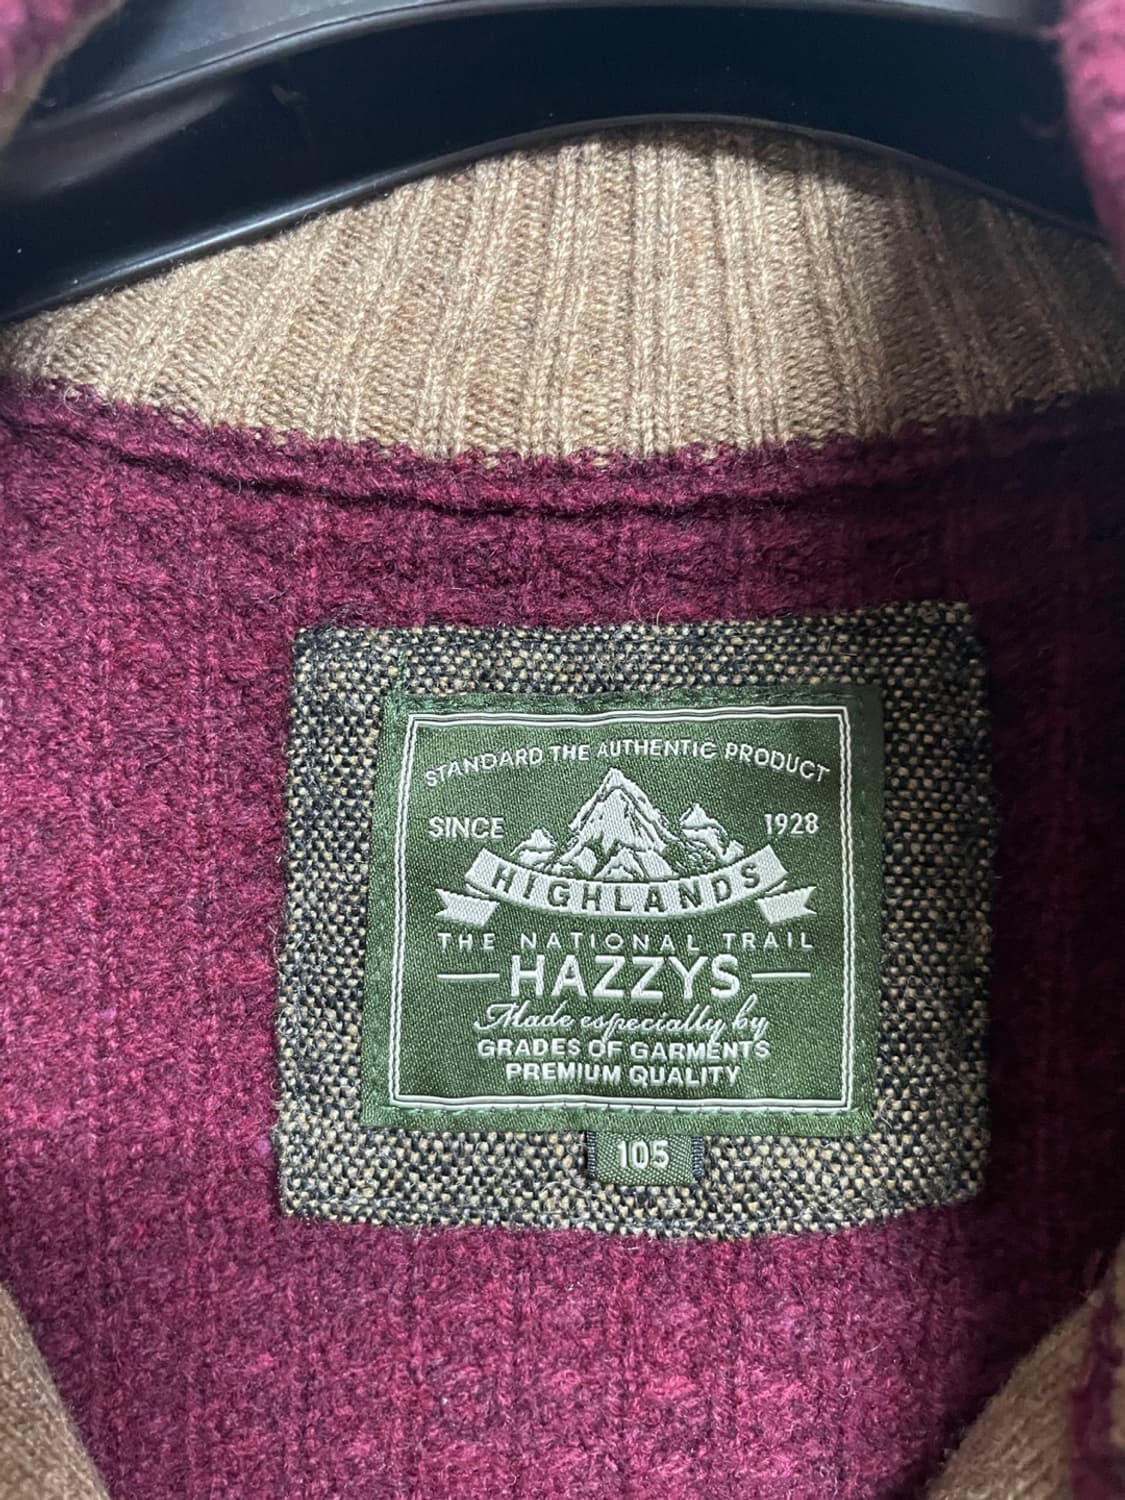 STANDARD THE AUTHENTIC PRODUCT
SINCE 1928
HIGHLANDS
THE NATIONAL TRAIL
HAZZYS
Made especially by
GRADES OF GARMENTS
PREMIUM QUALITY
105